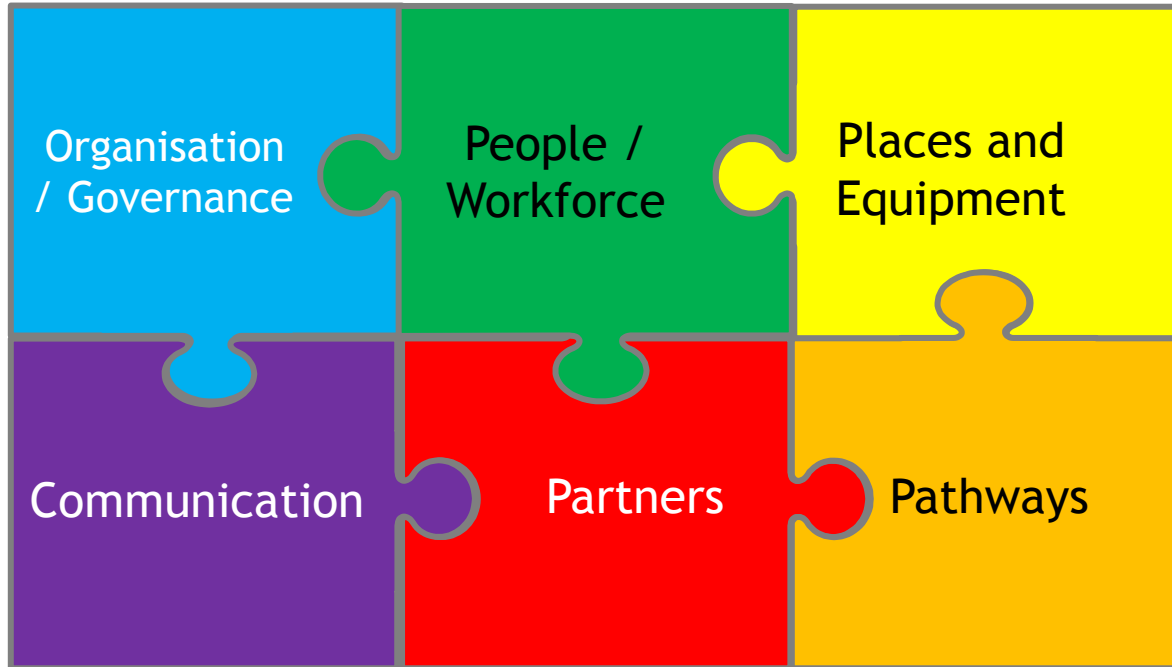 Organisation
/ Governance
People /
Workforce
Places and
Equipment
Communication
Partners
Pathways